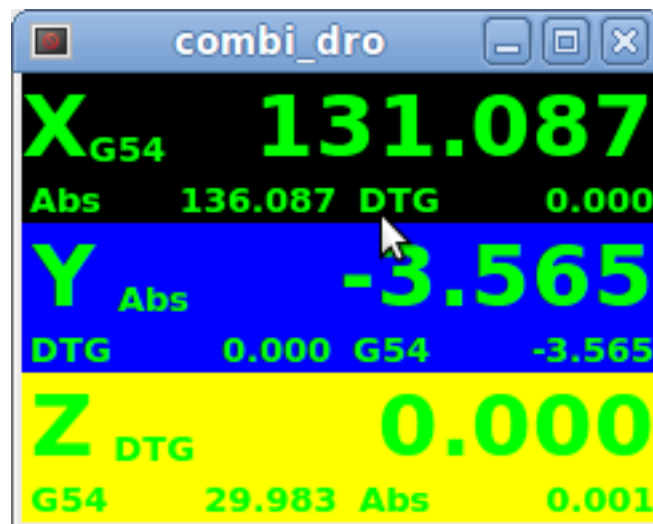 combi_dro
X G54 131.087
Abs 136.087 DTG 0.000
Y Abs -3.565
DTG 0.000 G54 -3.565
Z DTG 0.000
G54 29.983 Abs 0.001